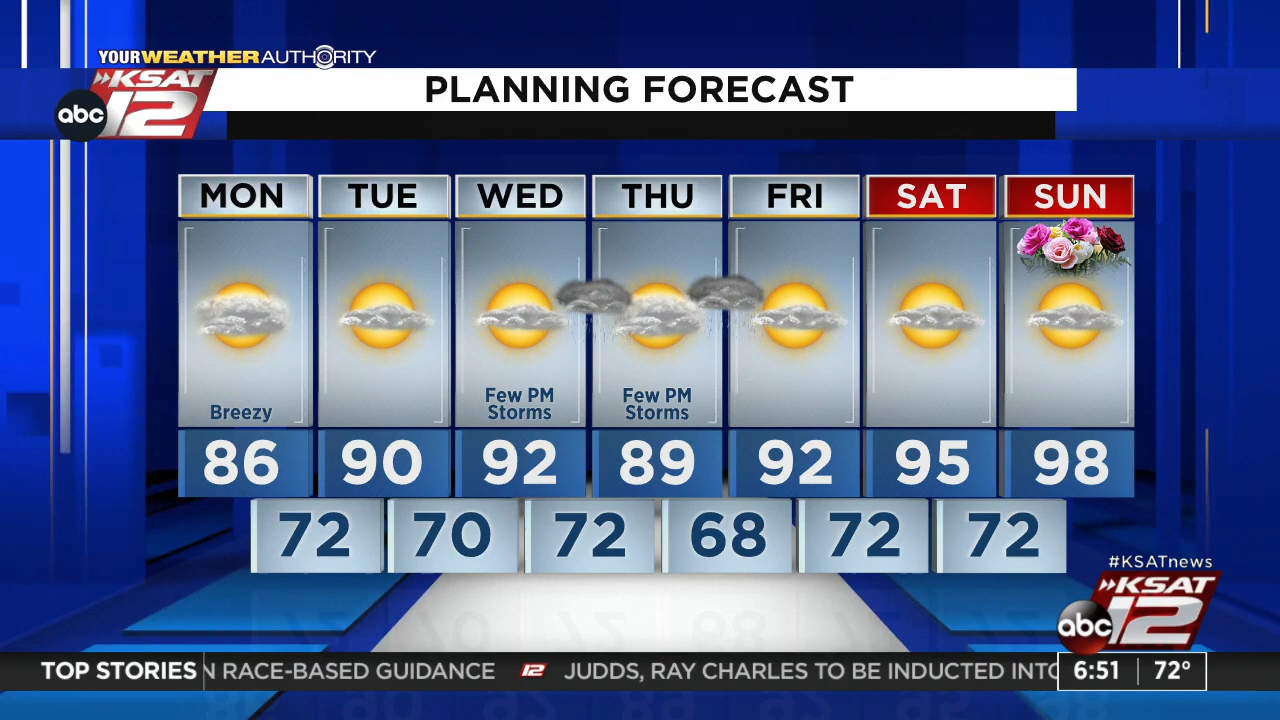 YOURWEATHERAUTHORITY
KSAT
abc 12
PLANNING FORECAST
MON TUE WED THU FRI SAT SUN
Breezy
Few PM
Storms
Few PM
Storms
86 90 92 89 92 95 98
72 70 72 68 72 72
#KSATnews
KSAT
abc 12
TOP STORIES N RACE-BASED GUIDANCE 12 JUDDS, RAY CHARLES TO BE INDUCTED INTO 6:51 72°